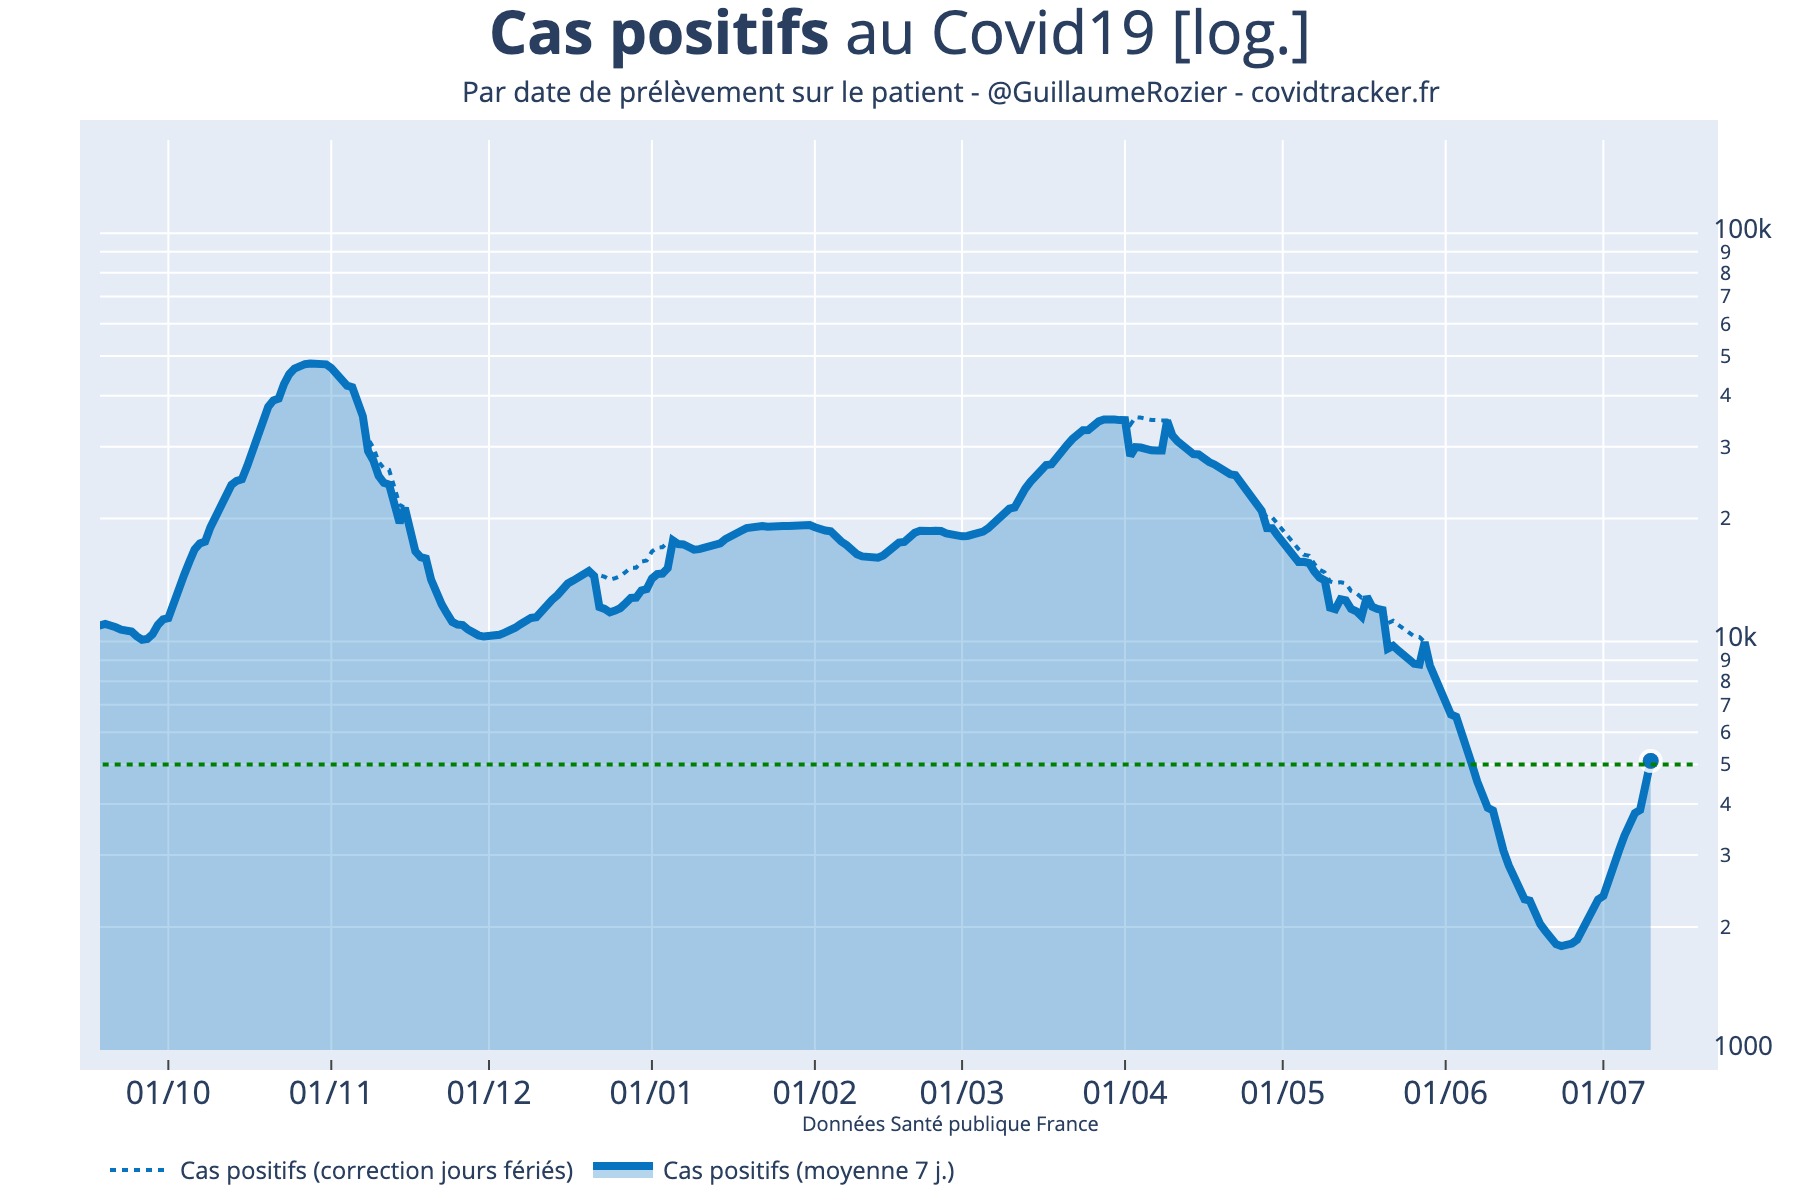 Cas positifs au Covid19 [log.]
Par date de prélèvement sur le patient - @GuillaumeRozier - covidtracker.fr
100k
9
8
7
6
5
4
3
2
10k
9
8
7
6
5
4
3
2
1000
01/10 01/11 01/12 01/01 01/02 01/03 01/04 01/05 01/06 01/07
Données Santé publique France
Cas positifs (correction jours fériés) Cas positifs (moyenne 7 j.)